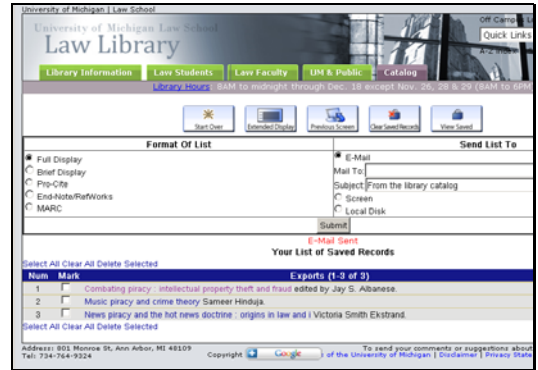 University of Michigan | Law School
University of Michigan Law School
Law Library
Off Campus L
Quick Links
A-Z Index
Library Information
Law Students
Law Faculty
UM & Public
Catalog
Library Hours: 8AM to midnight through Dec. 18 except Nov. 26, 28 & 29 (8AM to 6PM)
Start Over
Extended Display
Previous Screen
Clear Saved Records
View Saved
Format Of List
Send List To
Full Display
Brief Display
Pro-Cite
End-Note/RefWorks
MARC
E-Mail
Mail To:
Subject: From the library catalog
Screen
Local Disk
Submit
E-Mail Sent
Your List of Saved Records
Select All Clear All Delete Selected
Num Mark Exports (1-3 of 3)
1 Combating piracy : intellectual property theft and fraud edited by Jay S. Albanese.
2 Music piracy and crime theory Sameer Hinduja.
3 News piracy and the hot news doctrine : origins in law and i Victoria Smith Ekstrand.
Select All Clear All Delete Selected
Address: 801 Monroe St, Ann Arbor, MI 48109
Tel: 734-764-9324
To send your comments or suggestions about
Copyright Google of the University of Michigan | Disclaimer | Privacy State